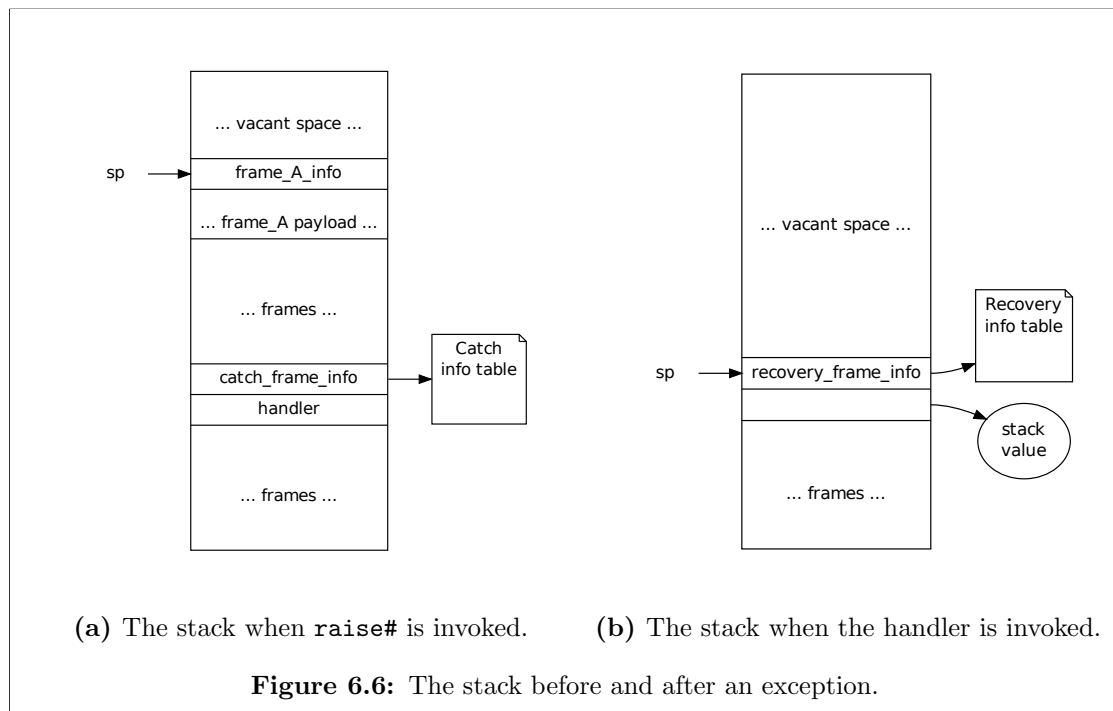 ... vacant space ...
sp
frame_A_info
... frame_A payload ...
... frames ...
catch_frame_info
Catch
info table
handler
... frames ...
... vacant space ...
Recovery
info table
sp
recovery_frame_info
stack
value
... frames ...
(a) The stack when raise# is invoked.
(b) The stack when the handler is invoked.
Figure 6.6: The stack before and after an exception.